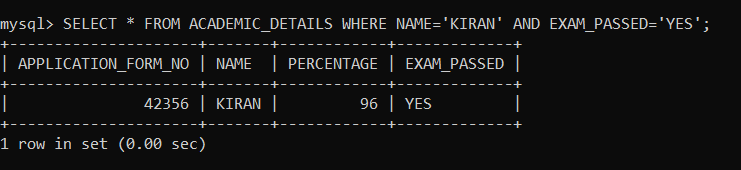 mysql> SELECT * FROM ACADEMIC_DETAILS WHERE NAME='KIRAN' AND EXAM_PASSED='YES';
+---------------------+-------+------------+-------------+
| APPLICATION_FORM_NO | NAME  | PERCENTAGE | EXAM_PASSED |
+---------------------+-------+------------+-------------+
|               42356 | KIRAN |         96 | YES         |
+---------------------+-------+------------+-------------+
1 row in set (0.00 sec)